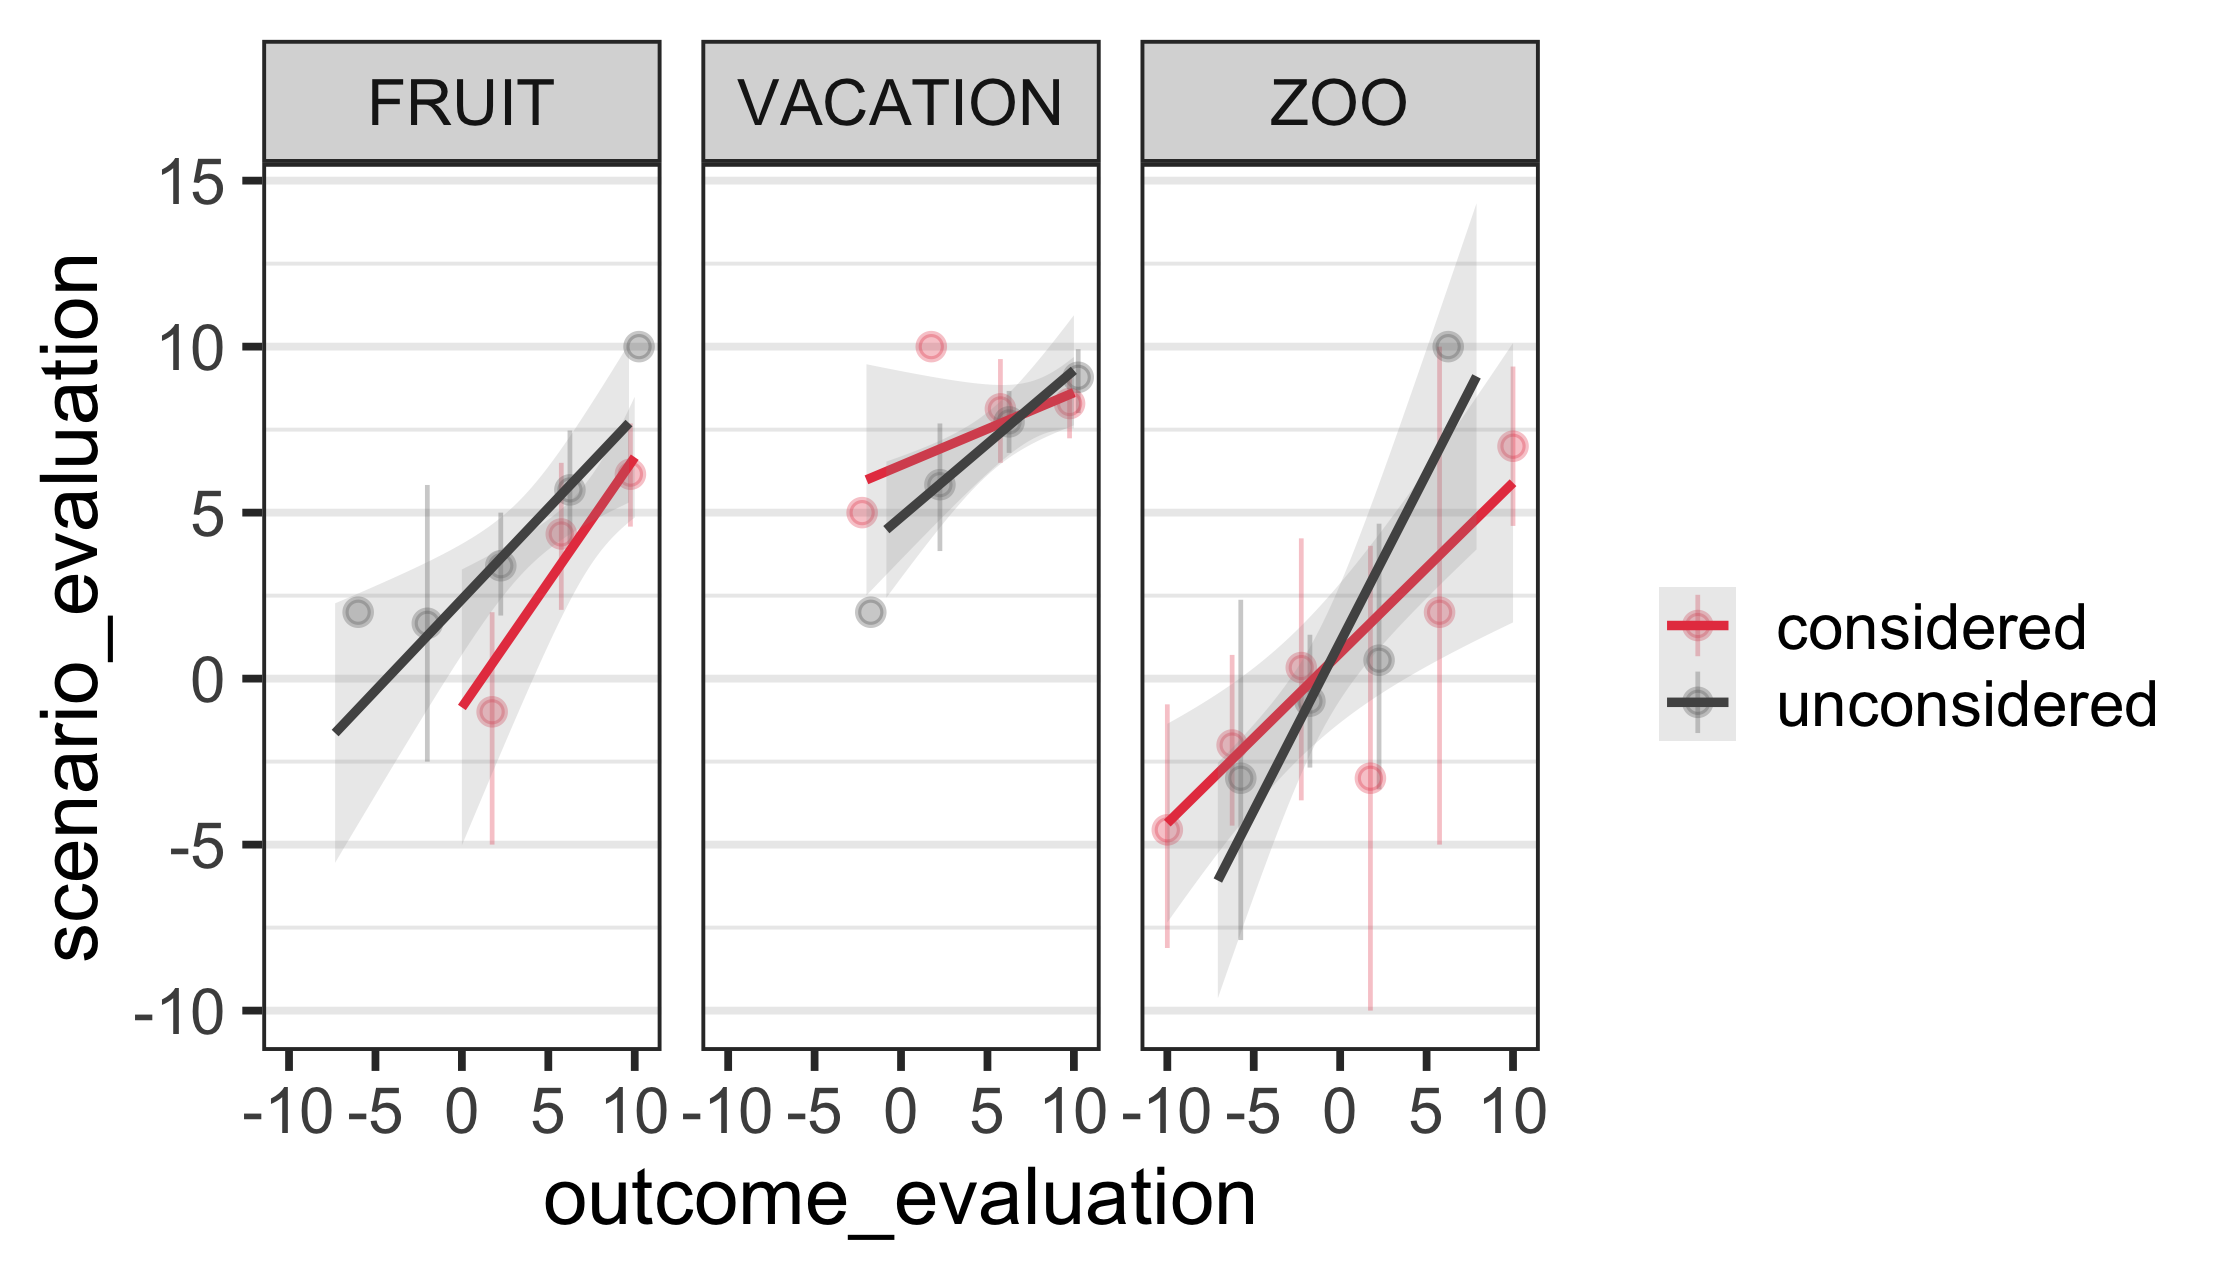 FRUIT VACATION ZOO
15
10
5
0
-5
-10
scenario_evaluation
-10 -5 0 5 10 -10 -5 0 5 10 -10 -5 0 5 10
outcome_evaluation
considered
unconsidered